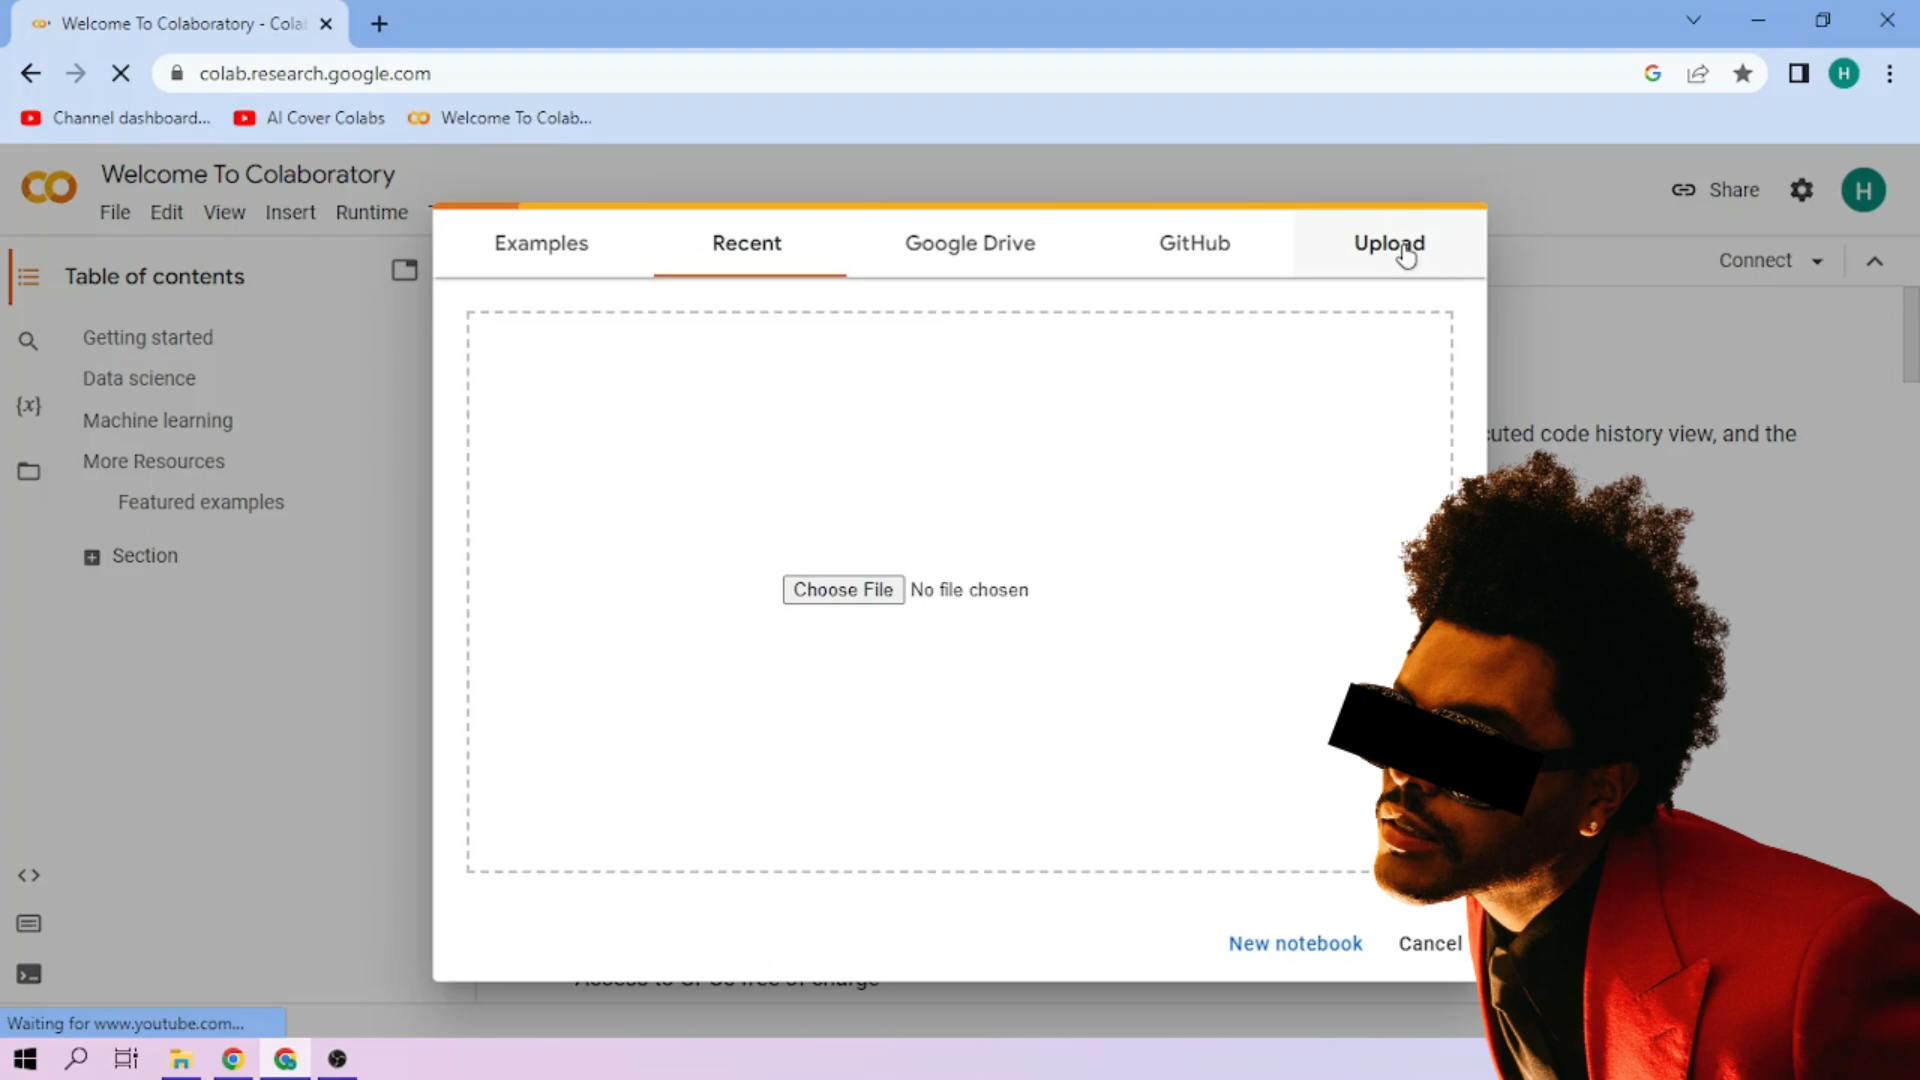 Welcome To Colaboratory - Cola
colab.research.google.com
Channel dashboard...
AI Cover Colabs
Welcome To Colab...
Welcome To Colaboratory
File Edit View Insert Runtime
Share
H
H
Examples
Recent
Google Drive
GitHub
Upload
Connect
Table of contents
Getting started
Data science
Machine learning
More Resources
Featured examples
Section
{x}
code history view, and the
Choose File No file chosen
New notebook
Cancel
Waiting for www.youtube.com...